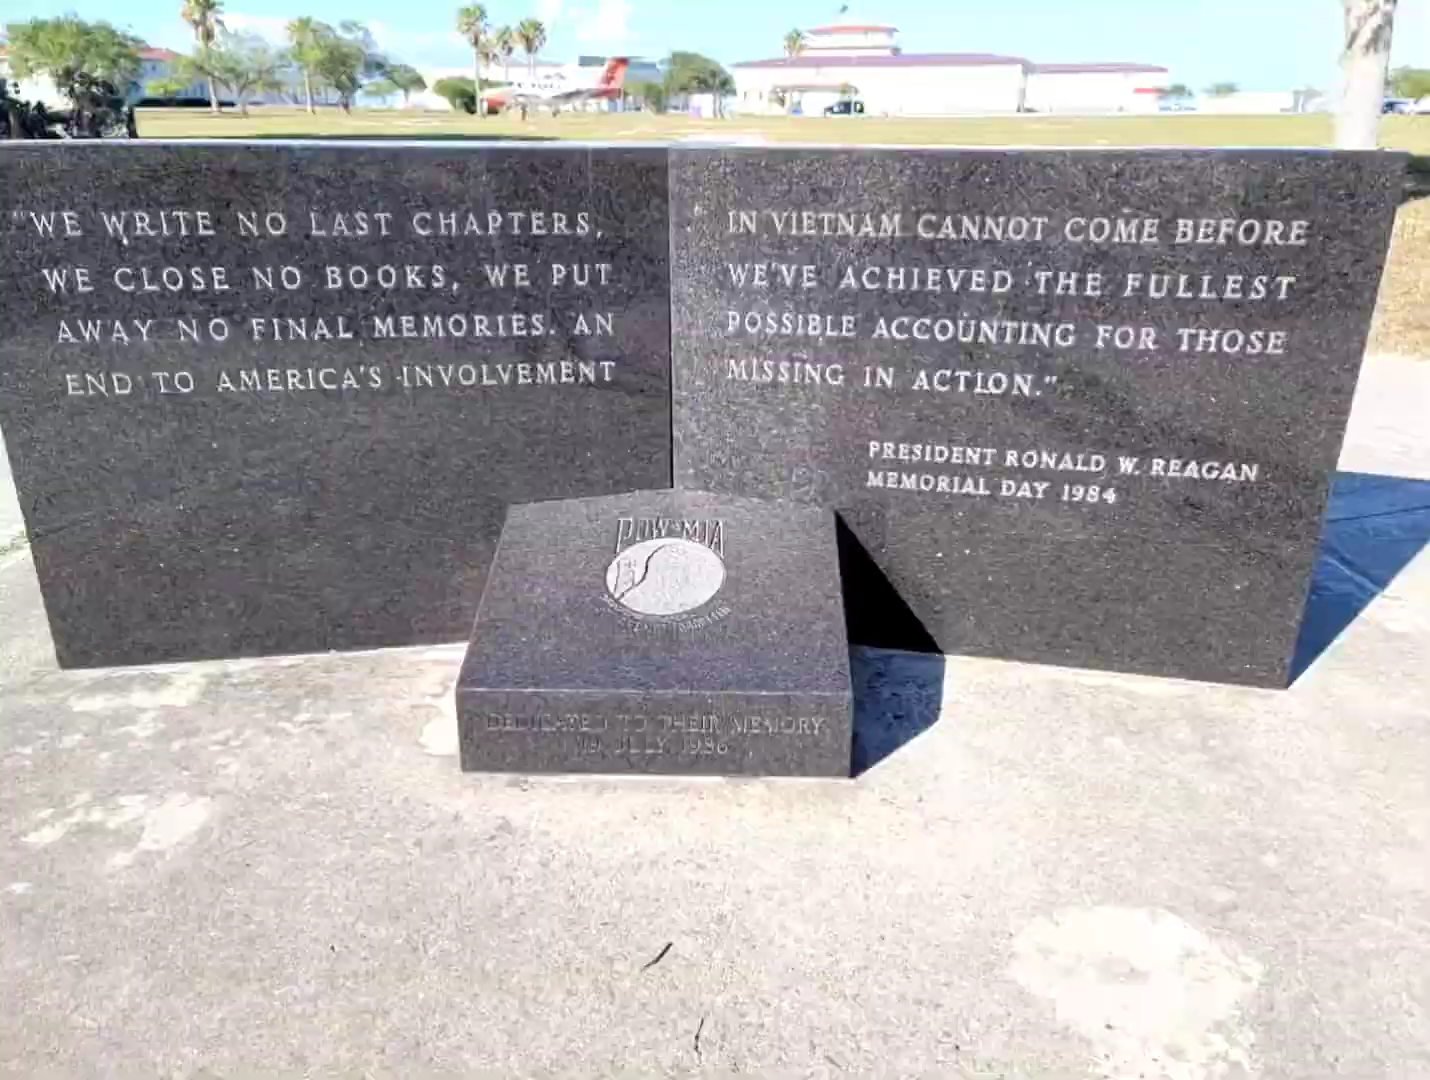 "WE WRITE NO LAST CHAPTERS,
WE CLOSE NO BOOKS, WE PUT
AWAY NO FINAL MEMORIES. AN
END TO AMERICA'S INVOLVEMENT
IN VIETNAM CANNOT COME BEFORE
WE'VE ACHIEVED THE FULLEST
POSSIBLE ACCOUNTING FOR THOSE
MISSING IN ACTION."
PRESIDENT RONALD W. REAGAN
MEMORIAL DAY 1984
POW*MIA
DEDICATED TO THEIR MEMORY
JULY 1986